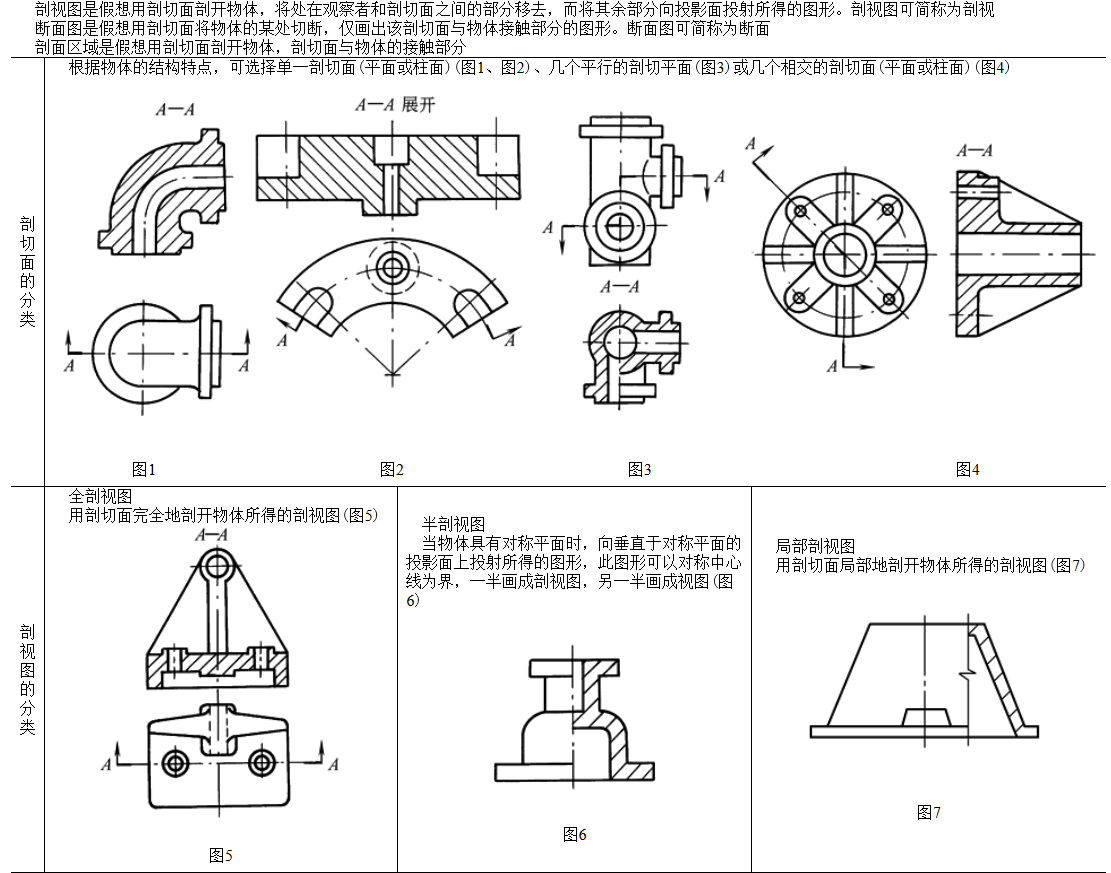 剖视图是假想用剖切面剖开物体，将处在观察者和剖切面之间的部分移去，而将其余部分向投影面投射所得的图形。剖视图可简称为剖视
断面图是假想用剖切面将物体的某处切断，仅画出该剖切面与物体接触部分的图形。断面图可简称为断面
剖面区域是假想用剖切面剖开物体，剖切面与物体的接触部分
剖切面的分类
根据物体的结构特点，可选择单一剖切面(平面或柱面)(图1、图2)、几个平行的剖切平面(图3)或几个相交的剖切面(平面或柱面)(图4)
A—A
A
A
图1
A—A 展开
A
A
图2
A
A
A—A
图3
A
A
A—A
图4
剖视图的分类
全剖视图
用剖切面完全地剖开物体所得的剖视图(图5)
A—A
A
A
图5
半剖视图
当物体具有对称平面时，向垂直于对称平面的
投影面上投射所得的图形，此图形可以对称中心
线为界，一半画成剖视图，另一半画成视图(图
6)
图6
局部剖视图
用剖切面局部地剖开物体所得的剖视图(图7)
图7